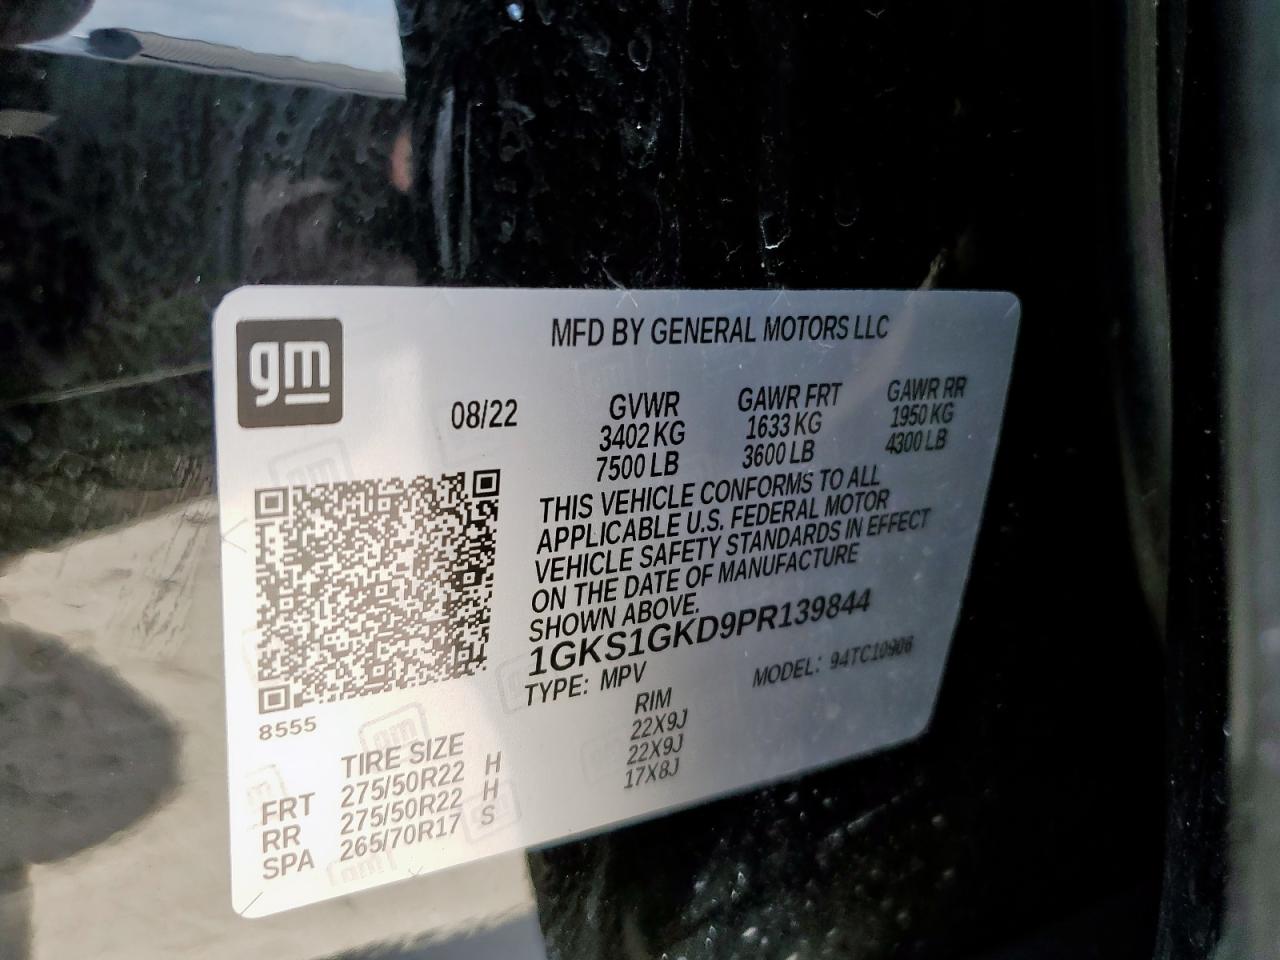 gm
MFD BY GENERAL MOTORS LLC
08/22
GVWR
3402 KG
7500 LB
GAWR FRT
1633 KG
3600 LB
GAWR RR
1950 KG
4300 LB
THIS VEHICLE CONFORMS TO ALL
APPLICABLE U.S. FEDERAL MOTOR
VEHICLE SAFETY STANDARDS IN EFFECT
ON THE DATE OF MANUFACTURE
SHOWN ABOVE.
1GKS1GKD9PR139844
TYPE: MPV
MODEL: 94TC10906
8555
TIRE SIZE RIM
FRT 275/50R22 H 22X9J
RR 275/50R22 H 22X9J
SPA 265/70R17 S 17X8J